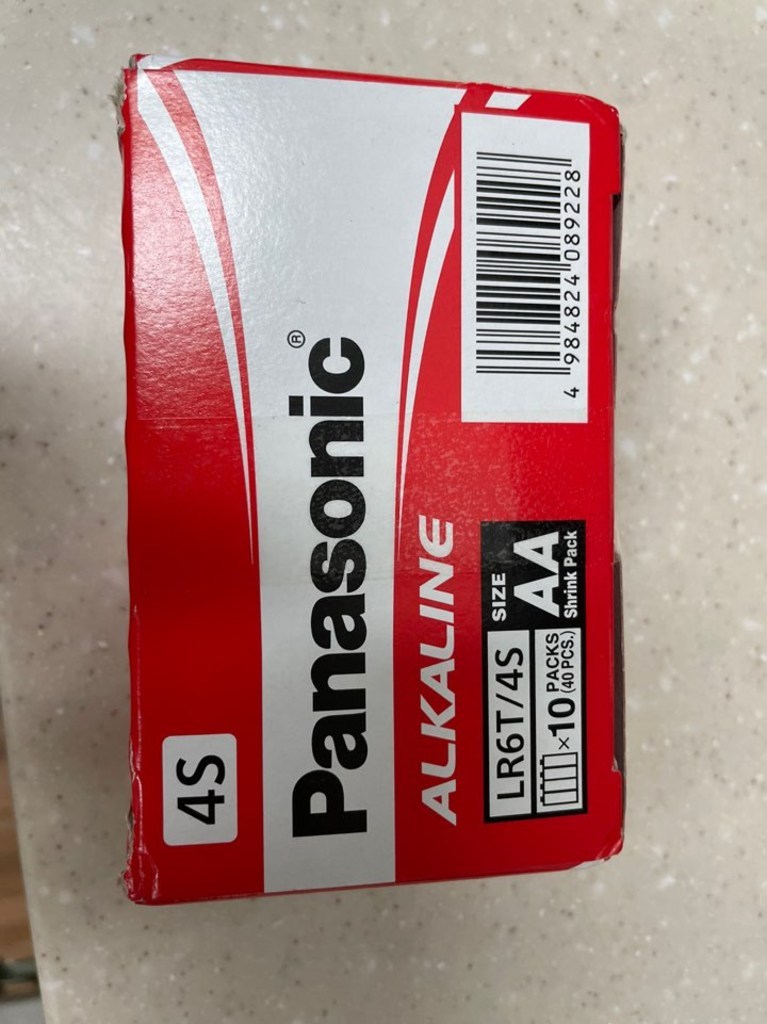 4S
Panasonic®
ALKALINE
LR6T/4S
SIZE
AA
×10 PACKS
(40 PCS.)
Shrink Pack
4 984824 089228